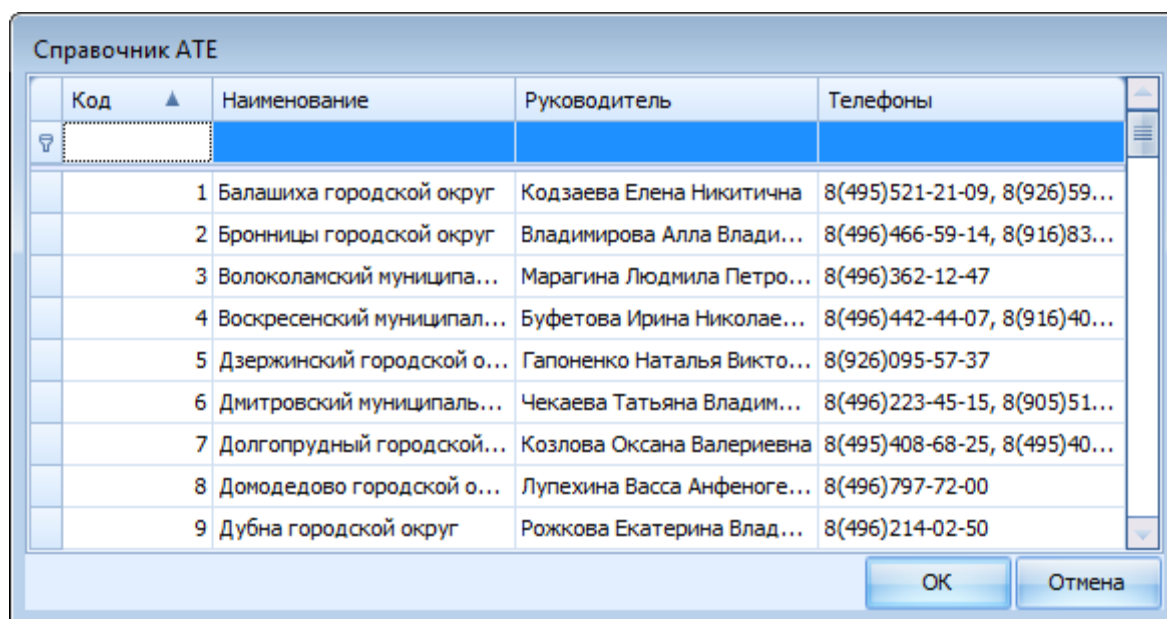 Справочник АТЕ
Код Наименование Руководитель Телефоны
1 Балашиха городской округ Кодзаева Елена Никитична 8(495)521-21-09, 8(926)59...
2 Бронницы городской округ Владимирова Алла Влади... 8(496)466-59-14, 8(916)83...
3 Волоколамский муниципа... Марагина Людмила Петро... 8(496)362-12-47
4 Воскресенский муниципал... Буфетова Ирина Николае... 8(496)442-44-07, 8(916)40...
5 Дзержинский городской о... Гапоненко Наталья Викто... 8(926)095-57-37
6 Дмитровский муниципаль... Чекаева Татьяна Владим... 8(496)223-45-15, 8(905)51...
7 Долгопрудный городской... Козлова Оксана Валериевна 8(495)408-68-25, 8(495)40...
8 Домодедово городской о... Лупехина Васса Анфеноге... 8(496)797-72-00
9 Дубна городской округ Рожкова Екатерина Влад... 8(496)214-02-50
ОК Отмена